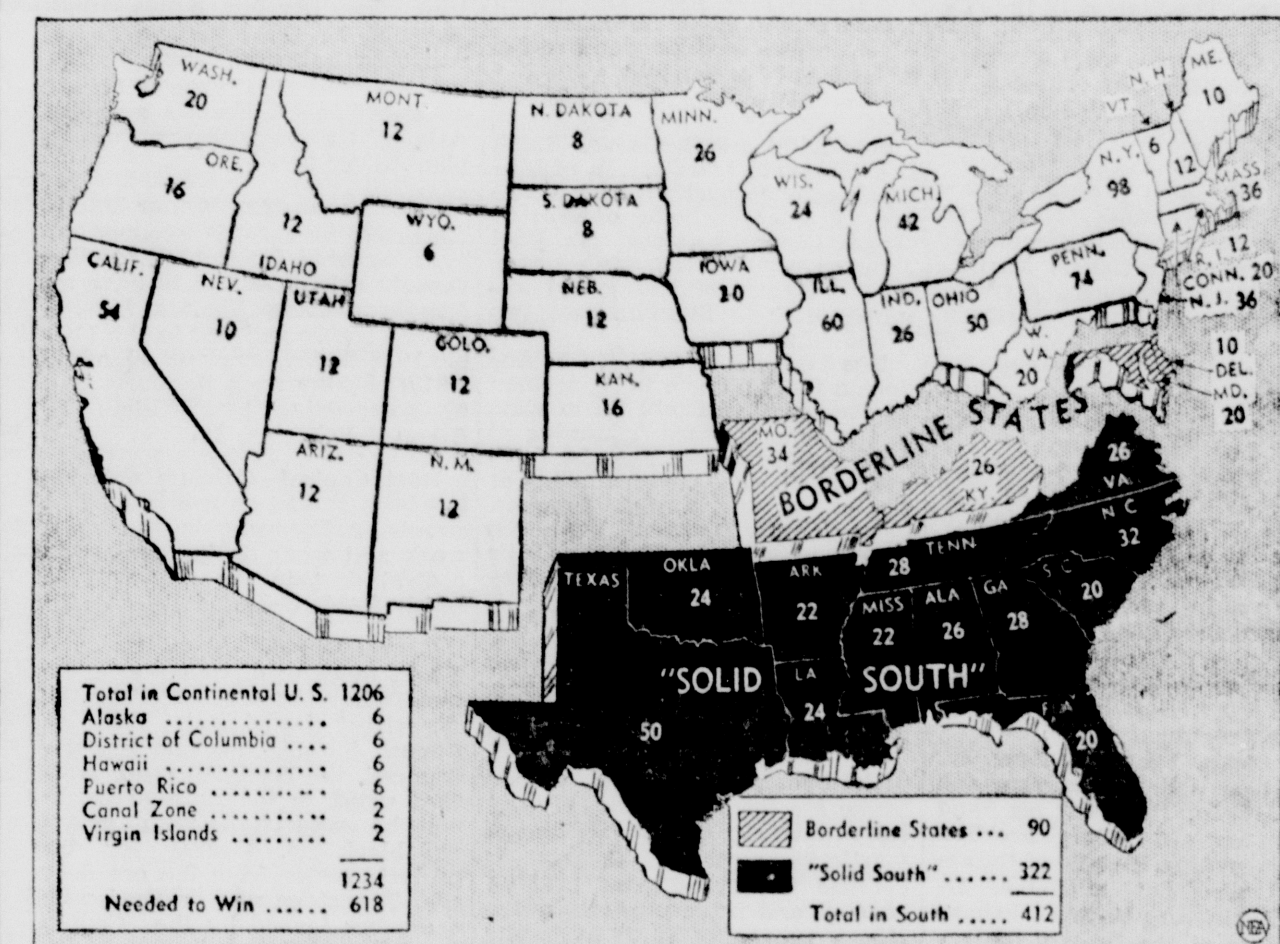 WASH.
20
MONT.
12
N. DAKOTA
8
MINN.
26
ORE.
16
12
IDAHO
WYO.
6
S. DAKOTA
8
WIS.
24
MICH.
42
N.Y.
98
VT.
6
N. H.
12
ME.
10
MASS.
36
R. I. 12
CONN. 20
N. J. 36
CALIF.
54
NEV.
10
UTAH
12
COLO.
12
NEB.
12
IOWA
20
ILL.
60
IND.
26
OHIO
50
PENN.
74
W.
VA.
20
10
DEL.
MD.
20
KAN.
16
ARIZ.
12
N. M.
12
MO.
34
BORDERLINE STATES
26
KY.
26
VA.
N C
32
TEXAS
OKLA
24
ARK
22
28 TENN
MISS
22
ALA
26
GA
28
S C
20
"SOLID SOUTH"
50
LA
24
FLA
20
Total in Continental U. S. 1206
Alaska ............... 6
District of Columbia .... 6
Hawaii ............... 6
Puerto Rico ........... 6
Canal Zone ........... 2
Virgin Islands ......... 2
1234
Needed to Win ...... 618
Borderline States ... 90
"Solid South" ...... 322
Total in South ..... 412
NEA